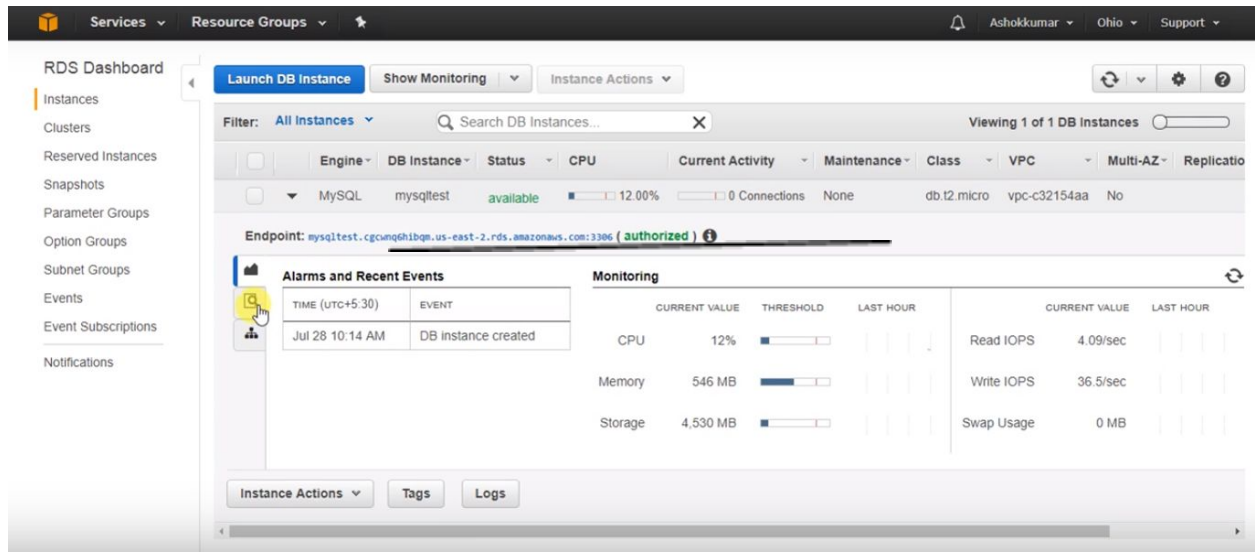 Services Resource Groups Ashokkumar Ohio Support
RDS Dashboard
Instances
Clusters
Reserved Instances
Snapshots
Parameter Groups
Option Groups
Subnet Groups
Events
Event Subscriptions
Notifications
Launch DB Instance Show Monitoring Instance Actions
Filter: All Instances Search DB Instances... X Viewing 1 of 1 DB Instances
Engine DB Instance Status CPU Current Activity Maintenance Class VPC Multi-AZ Replicatio
MySQL mysqltest available 12.00% 0 Connections None db.t2.micro vpc-c32154aa No
Endpoint: mysqltest.cgcwnq6hibqm.us-east-2.rds.amazonaws.com:3306 ( authorized )
Alarms and Recent Events Monitoring
TIME (UTC+5:30) EVENT CURRENT VALUE THRESHOLD LAST HOUR CURRENT VALUE LAST HOUR
Jul 28 10:14 AM DB instance created CPU 12% Read IOPS 4.09/sec
Memory 546 MB Write IOPS 36.5/sec
Storage 4,530 MB Swap Usage 0 MB
Instance Actions Tags Logs